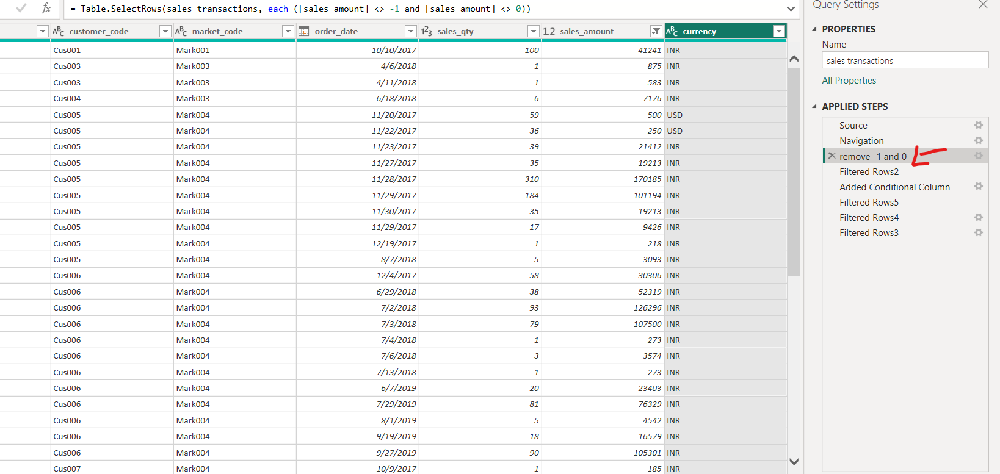 fx = Table.SelectRows(sales_transactions, each ([sales_amount] <> -1 and [sales_amount] <> 0))
ABC customer_code ABC market_code order_date 123 sales_qty 1.2 sales_amount ABC currency
Cus001 Mark001 10/10/2017 100 41241 INR
Cus003 Mark003 4/6/2018 1 875 INR
Cus003 Mark003 4/11/2018 1 583 INR
Cus004 Mark003 6/18/2018 6 7176 INR
Cus005 Mark004 11/20/2017 59 500 USD
Cus005 Mark004 11/22/2017 36 250 USD
Cus005 Mark004 11/23/2017 39 21412 INR
Cus005 Mark004 11/27/2017 35 19213 INR
Cus005 Mark004 11/28/2017 310 170185 INR
Cus005 Mark004 11/29/2017 184 101194 INR
Cus005 Mark004 11/30/2017 35 19213 INR
Cus005 Mark004 11/29/2017 17 9426 INR
Cus005 Mark004 12/19/2017 1 218 INR
Cus005 Mark004 8/7/2018 5 3093 INR
Cus006 Mark004 12/4/2017 58 30306 INR
Cus006 Mark004 6/29/2018 38 52319 INR
Cus006 Mark004 7/2/2018 93 126296 INR
Cus006 Mark004 7/3/2018 79 107500 INR
Cus006 Mark004 7/4/2018 1 273 INR
Cus006 Mark004 7/6/2018 3 3574 INR
Cus006 Mark004 7/13/2018 1 273 INR
Cus006 Mark004 6/7/2019 20 23403 INR
Cus006 Mark004 7/29/2019 81 76329 INR
Cus006 Mark004 8/1/2019 5 4542 INR
Cus006 Mark004 9/19/2019 18 16579 INR
Cus006 Mark004 9/27/2019 90 105301 INR
Cus007 Mark004 10/9/2017 1 185 INR
Query Settings
PROPERTIES
Name
sales transactions
All Properties
APPLIED STEPS
Source
Navigation
remove -1 and 0
Filtered Rows2
Added Conditional Column
Filtered Rows5
Filtered Rows4
Filtered Rows3